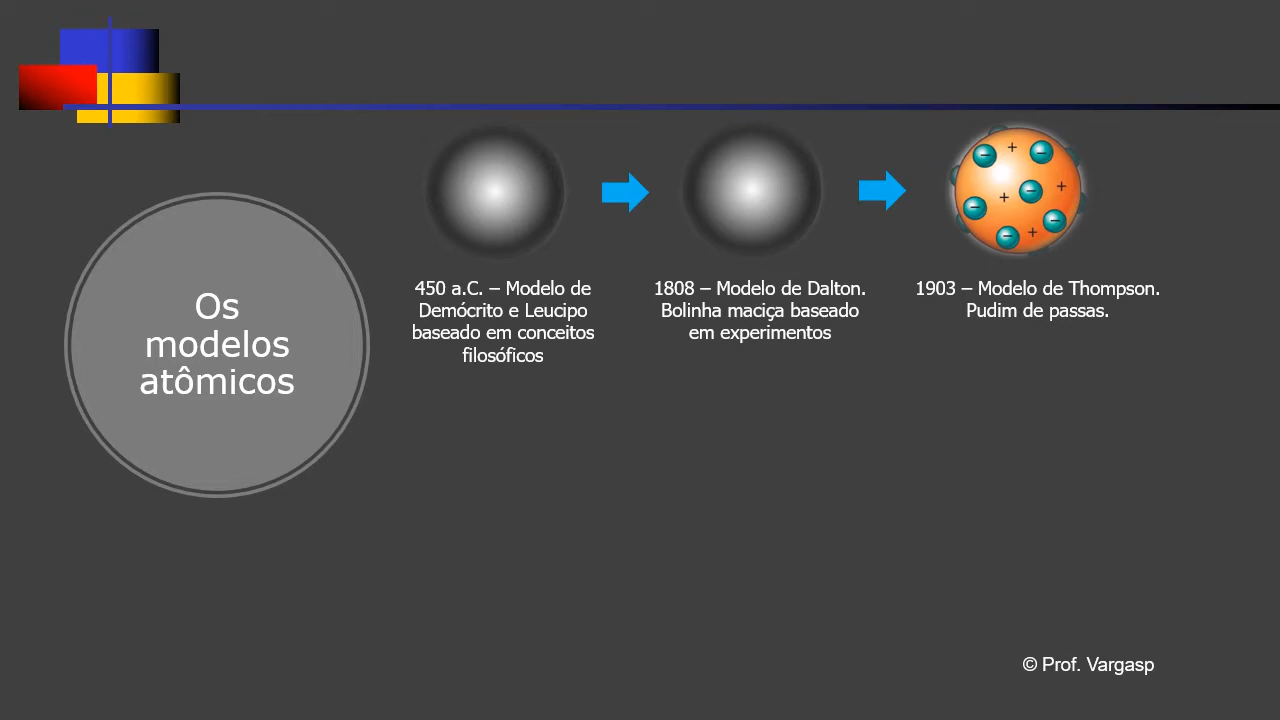 Os
modelos
atômicos
450 a.C. – Modelo de
Demócrito e Leucipo
baseado em conceitos
filosóficos
1808 – Modelo de Dalton.
Bolinha maciça baseado
em experimentos
1903 – Modelo de Thompson.
Pudim de passas.
© Prof. Vargasp